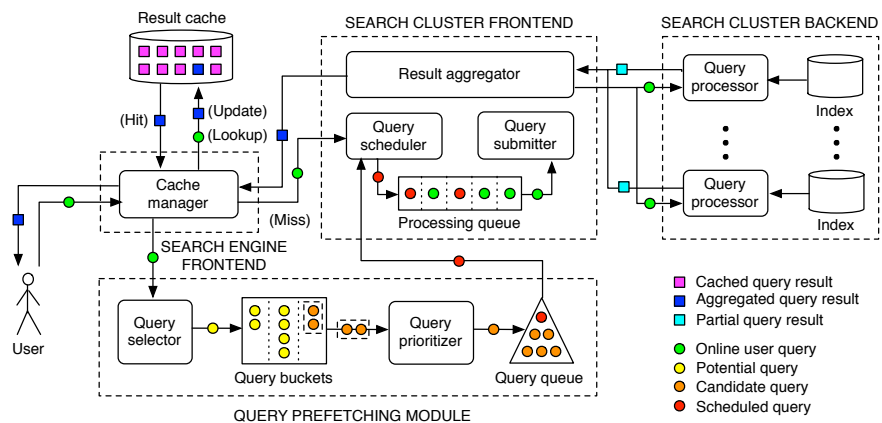 Result cache
SEARCH CLUSTER FRONTEND
SEARCH CLUSTER BACKEND
Result aggregator
Query
processor
Index
(Hit)
(Update)
(Lookup)
Query
scheduler
Query
submitter
Cache
manager
(Miss)
Processing queue
Query
processor
Index
SEARCH ENGINE
FRONTEND
User
Query
selector
Query buckets
Query
prioritizer
Query queue
QUERY PREFETCHING MODULE
Cached query result
Aggregated query result
Partial query result
Online user query
Potential query
Candidate query
Scheduled query